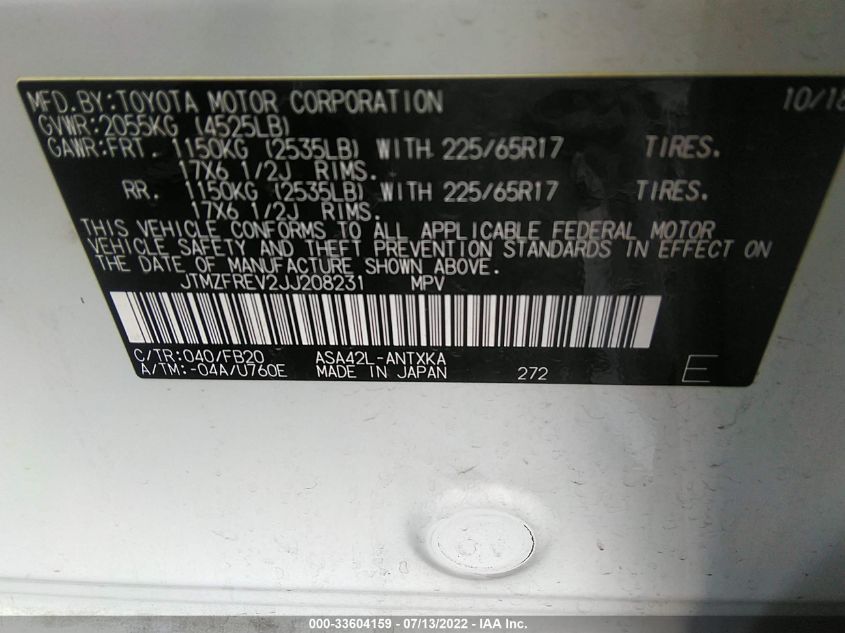 MFD.BY:TOYOTA MOTOR CORPORATION 10/18
GVWR:2055KG (4525LB)
GAWR:FRT. 1150KG (2535LB) WITH 225/65R17 TIRES.
17X6 1/2J RIMS.
RR. 1150KG (2535LB) WITH 225/65R17 TIRES.
17X6 1/2J RIMS.
THIS VEHICLE CONFORMS TO ALL APPLICABLE FEDERAL MOTOR
VEHICLE SAFETY AND THEFT PREVENTION STANDARDS IN EFFECT ON
THE DATE OF MANUFACTURE SHOWN ABOVE.
JTMZFREV2JJ208231 MPV
C/TR:040/FB20 ASA42L-ANTXKA
A/TM:-04A/U760E MADE IN JAPAN 272 E
000-33604159 - 07/13/2022 - IAA Inc.